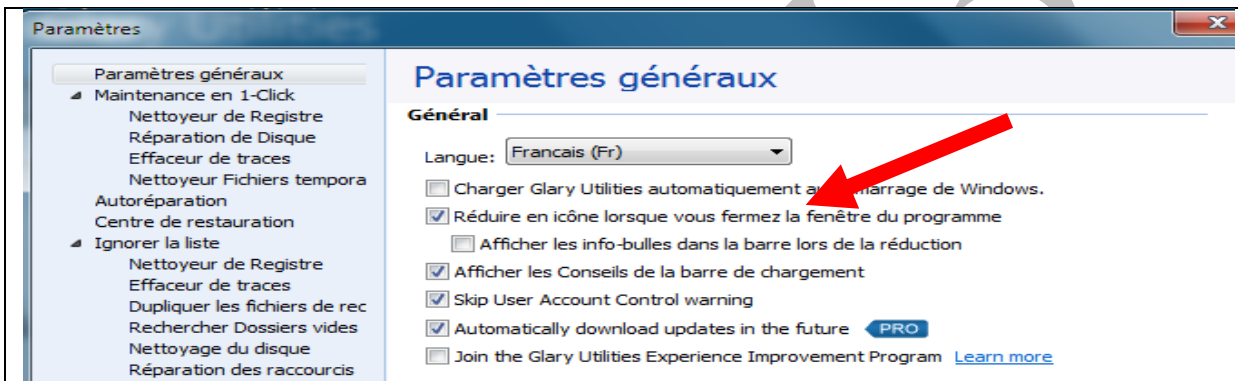 Paramètres
Paramètres généraux
Maintenance en 1-Click
Nettoyeur de Registre
Réparation de Disque
Effaceur de traces
Nettoyeur Fichiers tempora
Autoréparation
Centre de restauration
Ignorer la liste
Nettoyeur de Registre
Effaceur de traces
Dupliquer les fichiers de rec
Rechercher Dossiers vides
Nettoyage du disque
Réparation des raccourcis
Paramètres généraux
Général
Langue: Francais (Fr)
Charger Glary Utilities automatiquement au marrage de Windows.
Réduire en icône lorsque vous fermez la fenêtre du programme
Afficher les info-bulles dans la barre lors de la réduction
Afficher les Conseils de la barre de chargement
Skip User Account Control warning
Automatically download updates in the future PRO
Join the Glary Utilities Experience Improvement Program Learn more